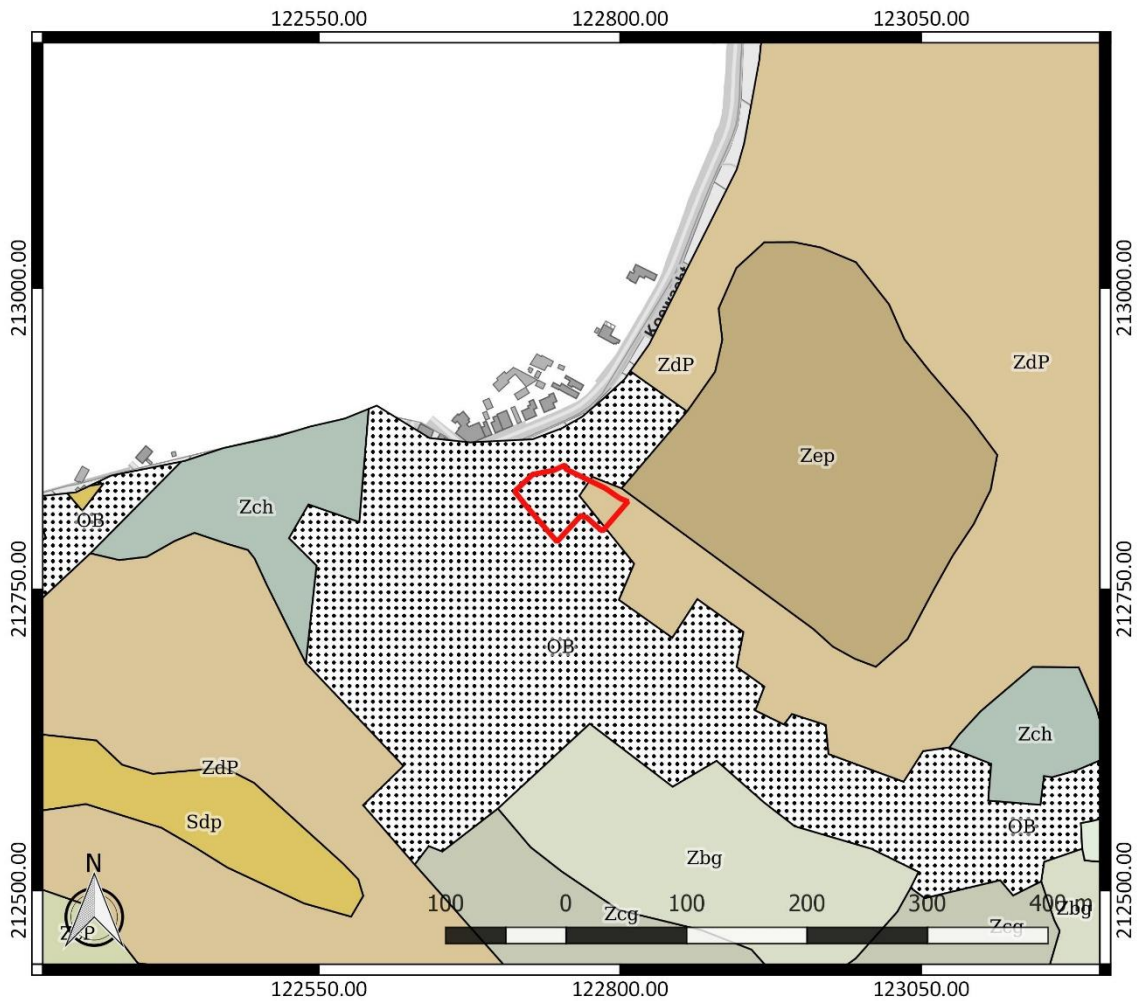 122550.00 122800.00 123050.00
213000.00 213000.00
Koewacht
ZdP ZdP
Zep
Zch
OB
212750.00 212750.00
OB
Zch
ZdP
Sdp
OB
Zbg
N
212500.00 212500.00
100 0 100 200 300 400 m
Zcg Zcg Zbg
ZcP
122550.00 122800.00 123050.00